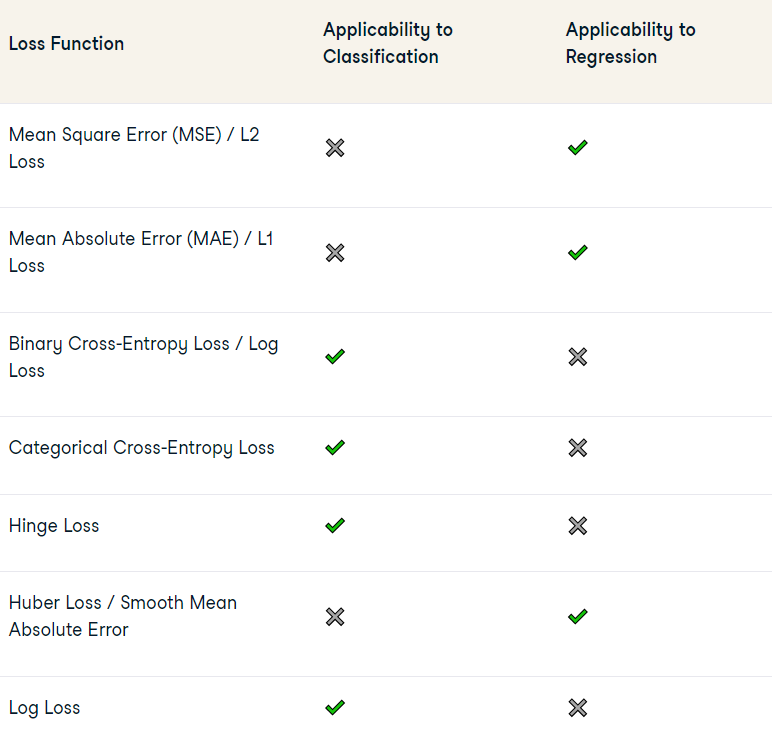 Loss Function
Applicability to
Classification
Applicability to
Regression
Mean Square Error (MSE) / L2
Loss
Mean Absolute Error (MAE) / L1
Loss
Binary Cross-Entropy Loss / Log
Loss
Categorical Cross-Entropy Loss
Hinge Loss
Huber Loss / Smooth Mean
Absolute Error
Log Loss